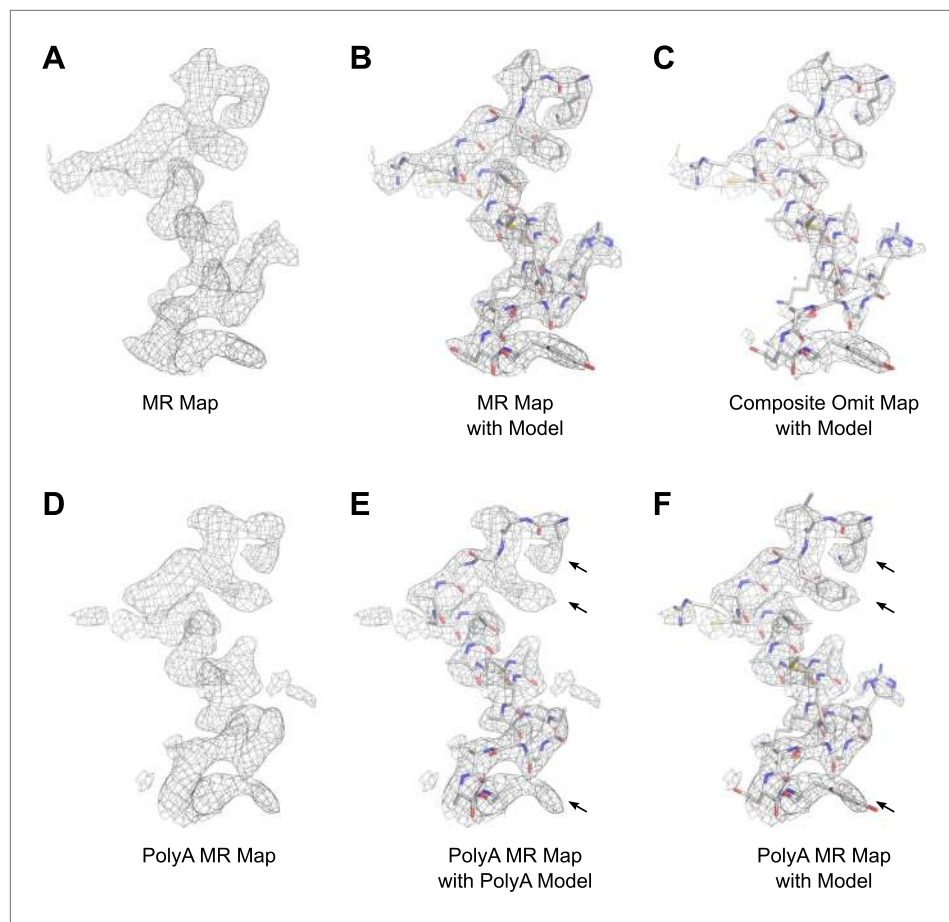 A
B
C
MR Map
MR Map
with Model
Composite Omit Map
with Model
D
E
F
PolyA MR Map
PolyA MR Map
with PolyA Model
PolyA MR Map
with Model